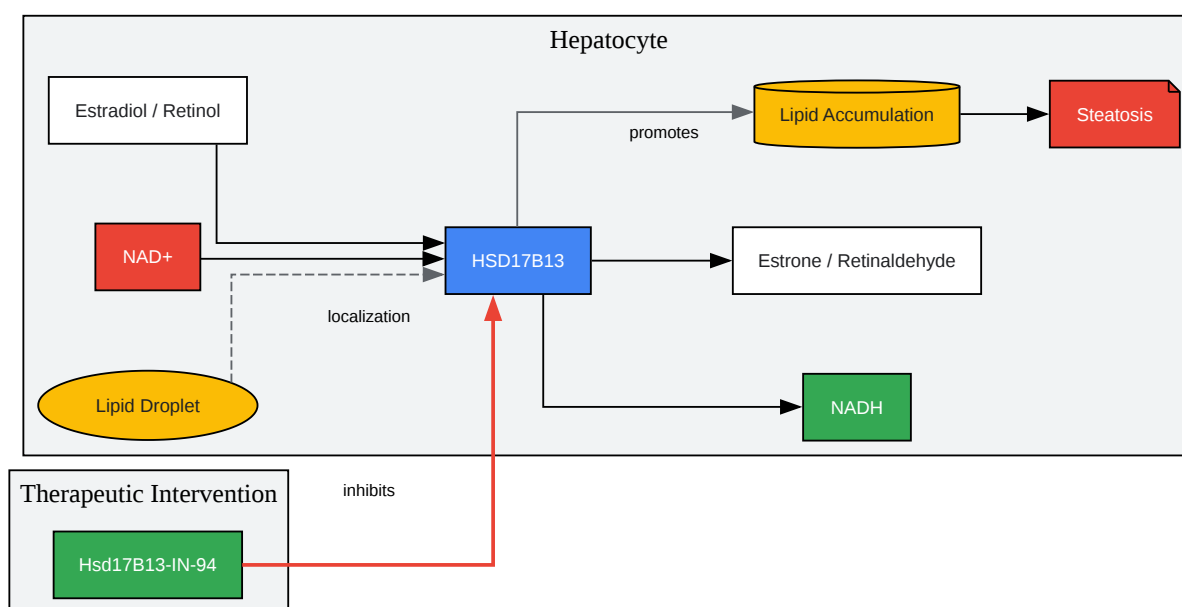 Hepatocyte
Estradiol / Retinol
promotes
Lipid Accumulation
Steatosis
NAD+
HSD17B13
Estrone / Retinaldehyde
localization
Lipid Droplet
NADH
Therapeutic Intervention
inhibits
Hsd17B13-IN-94